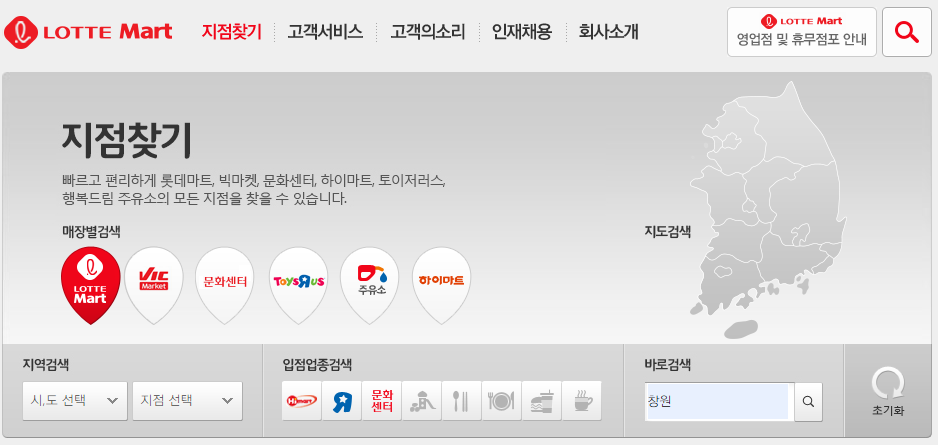 LOTTE Mart
지점찾기 고객서비스 고객의소리 인재채용 회사소개
LOTTE Mart
영업점 및 휴무점포 안내
지점찾기
빠르고 편리하게 롯데마트, 빅마켓, 문화센터, 하이마트, 토이저러스,
행복드림 주유소의 모든 지점을 찾을 수 있습니다.
매장별검색
지도검색
LOTTE Mart
VIC Market
문화센터
ToysRus
주유소
하이마트
지역검색
시,도 선택
지점 선택
입점업종검색
Hi mart
R
문화
센터
바로검색
창원
초기화